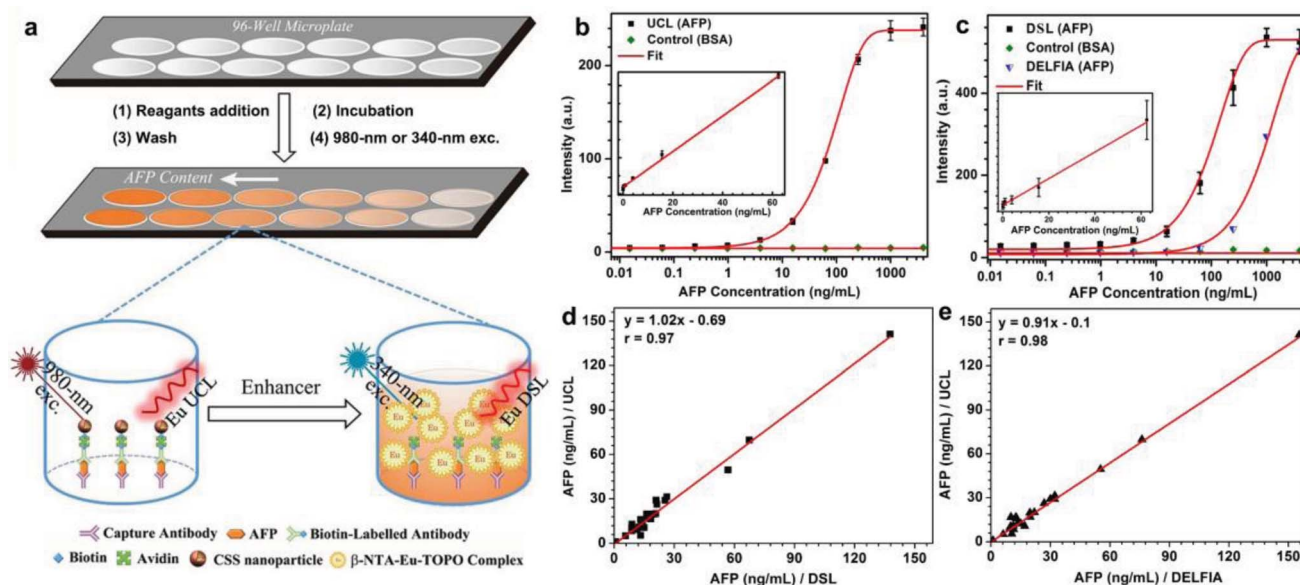 a
96-Well Microplate
(1) Reagants addition
(2) Incubation
(3) Wash
(4) 980-nm or 340-nm exc.
AFP Content
980-nm
exc.
Eu UCL
Enhancer
340-nm
exc.
Eu DSL
Eu Eu Eu Eu Eu Eu Eu Eu
Capture Antibody AFP Biotin-Labelled Antibody
Biotin Avidin CSS nanoparticle β-NTA-Eu-TOPO Complex
b
UCL (AFP)
Control (BSA)
Fit
Intensity (a.u.)
200
100
0
0 20 40 60
AFP Concentration (ng/mL)
0.01 0.1 1 10 100 1000
AFP Concentration (ng/mL)
c
DSL (AFP)
Control (BSA)
DELFIA (AFP)
Fit
Intensity (a.u.)
400
200
0
0 20 40 60
AFP Concentration (ng/mL)
0.01 0.1 1 10 100 1000
AFP Concentration (ng/mL)
d
y = 1.02x - 0.69
r = 0.97
AFP (ng/mL) / UCL
150
120
90
60
30
0
0 30 60 90 120 150
AFP (ng/mL) / DSL
e
y = 0.91x - 0.1
r = 0.98
AFP (ng/mL) / UCL
150
120
90
60
30
0
0 30 60 90 120 150
AFP (ng/mL) / DELFIA